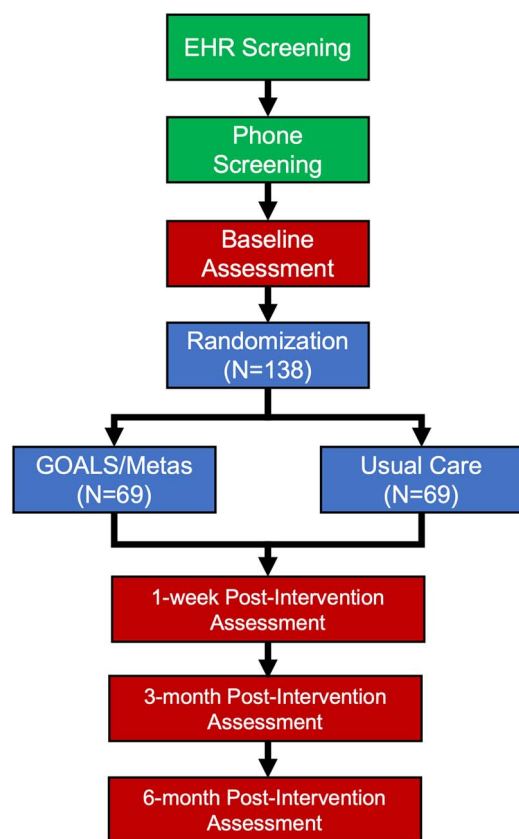 EHR Screening
Phone
Screening
Baseline
Assessment
Randomization
(N=138)
GOALS/Metas
(N=69)
Usual Care
(N=69)
1-week Post-Intervention
Assessment
3-month Post-Intervention
Assessment
6-month Post-Intervention
Assessment